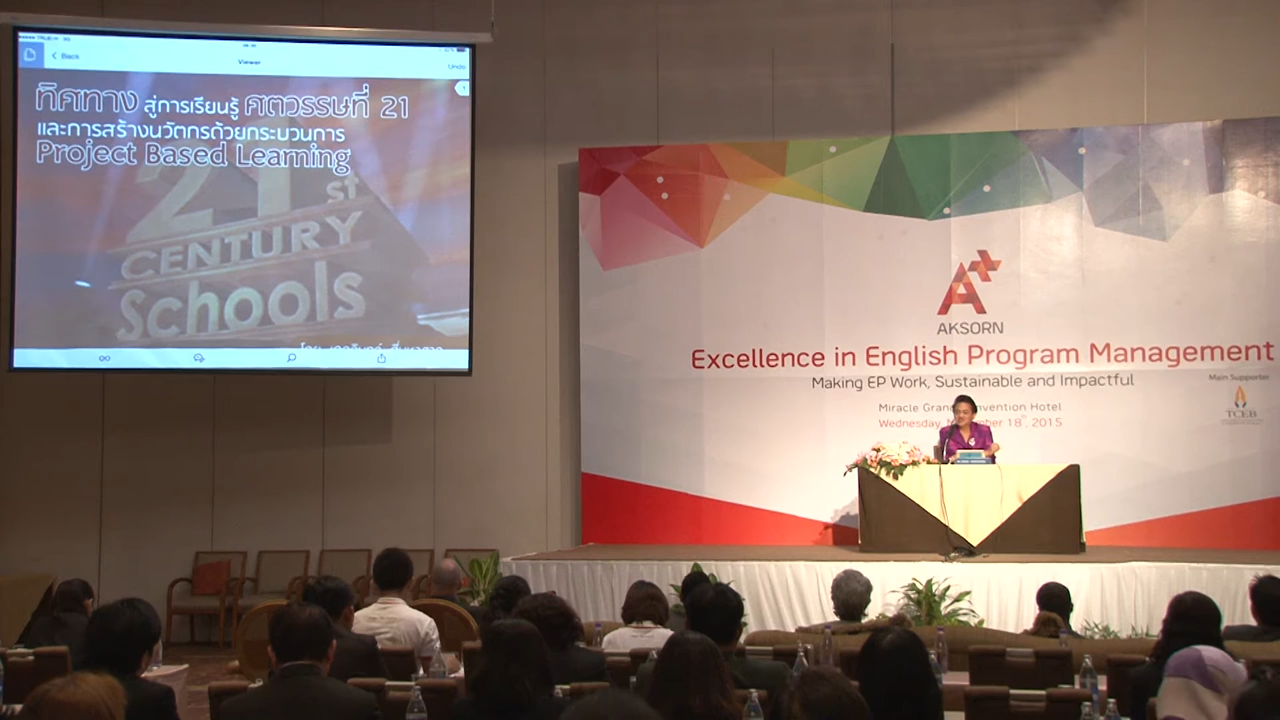 Back
Viewer
Undo
ทิศทาง สู่การเรียนรู้ ศตวรรษที่ 21
และการสร้างนวัตกรด้วยกระบวนการ
Project Based Learning
21st
CENTURY
Schools
AKSORN
Excellence in English Program Management
Making EP Work, Sustainable and Impactful
Main Supporter
TCEB
Miracle Grand Convention Hotel
Wednesday, November 18th, 2015